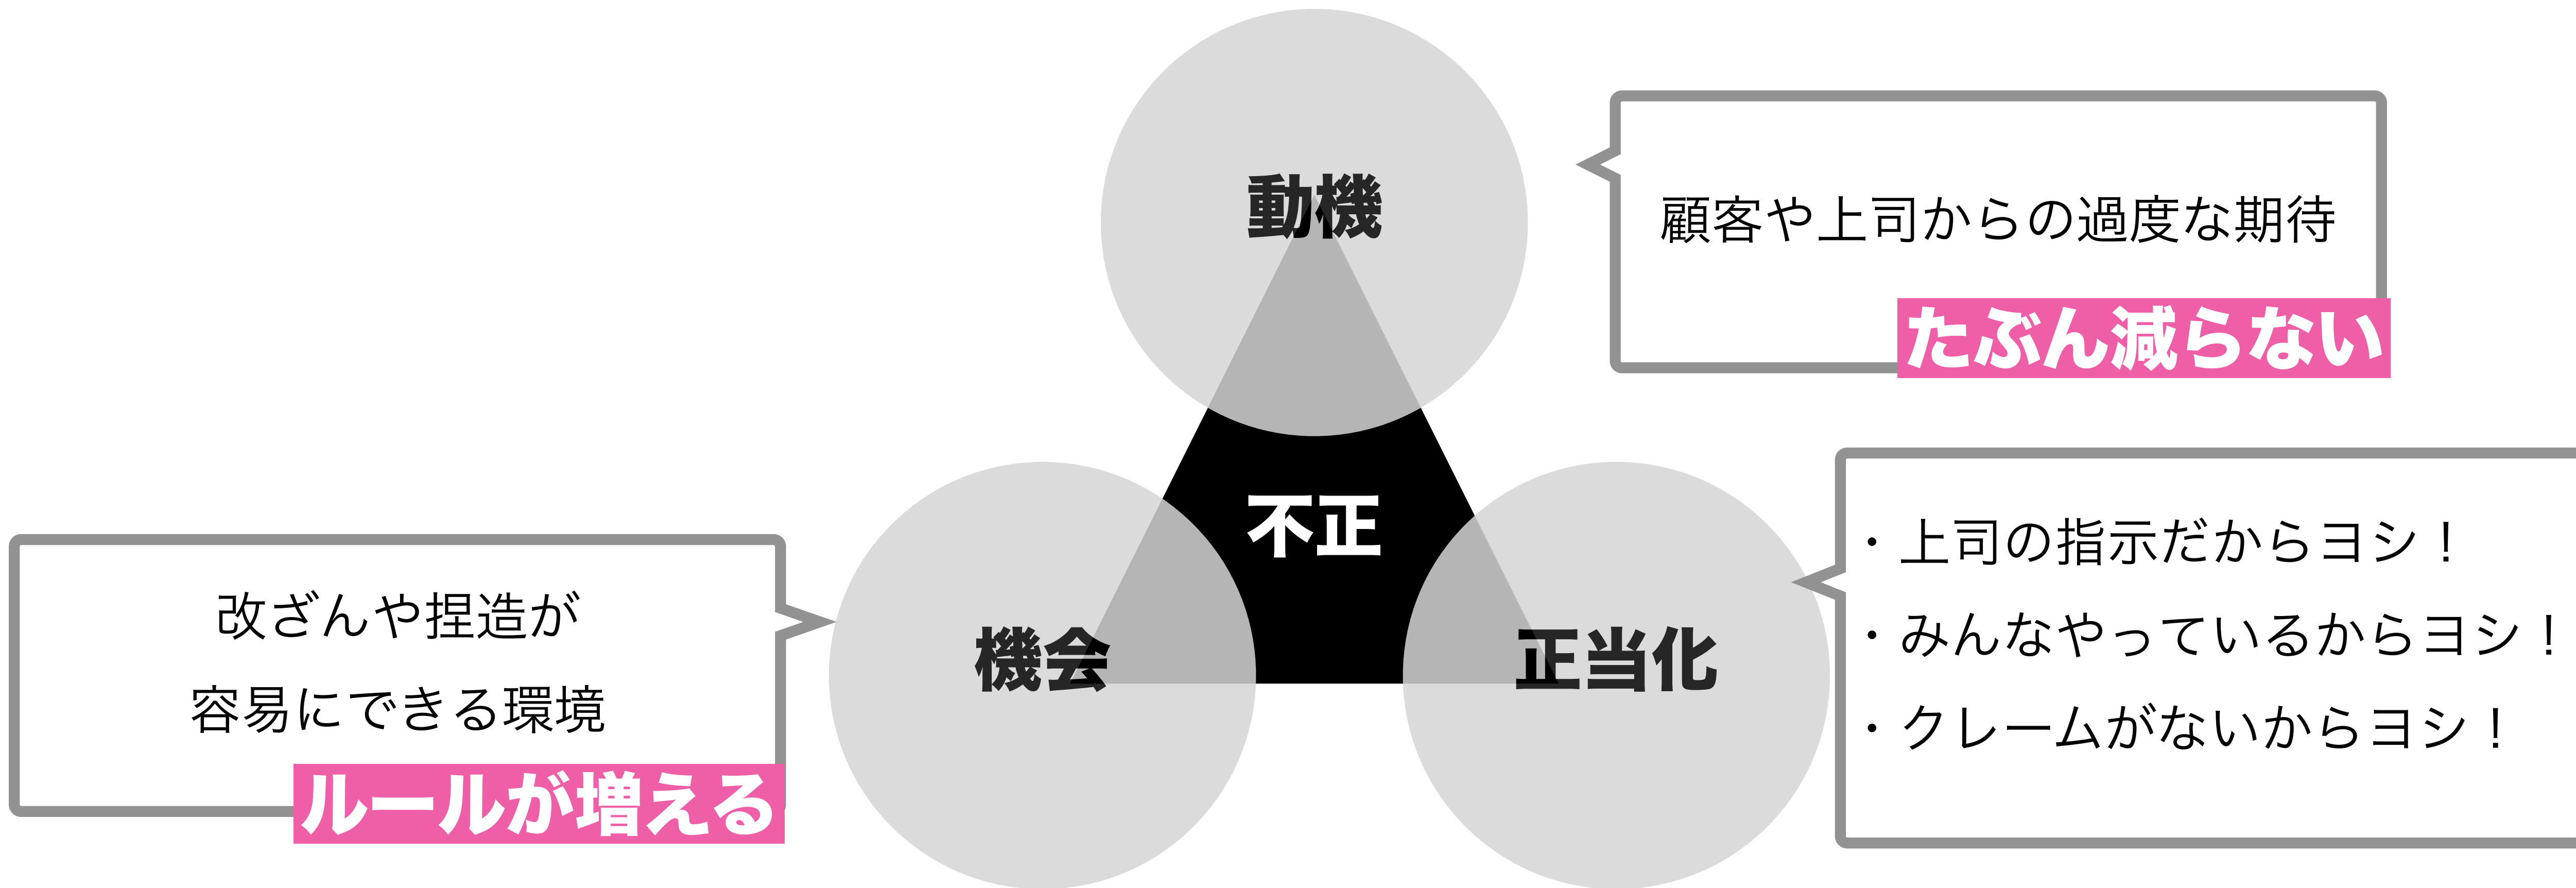 動機
顧客や上司からの過度な期待
たぶん減らない
不正
機会
改ざんや捏造が
容易にできる環境
ルールが増える
正当化
・上司の指示だからヨシ！
・みんなやっているからヨシ！
・クレームがないからヨシ！